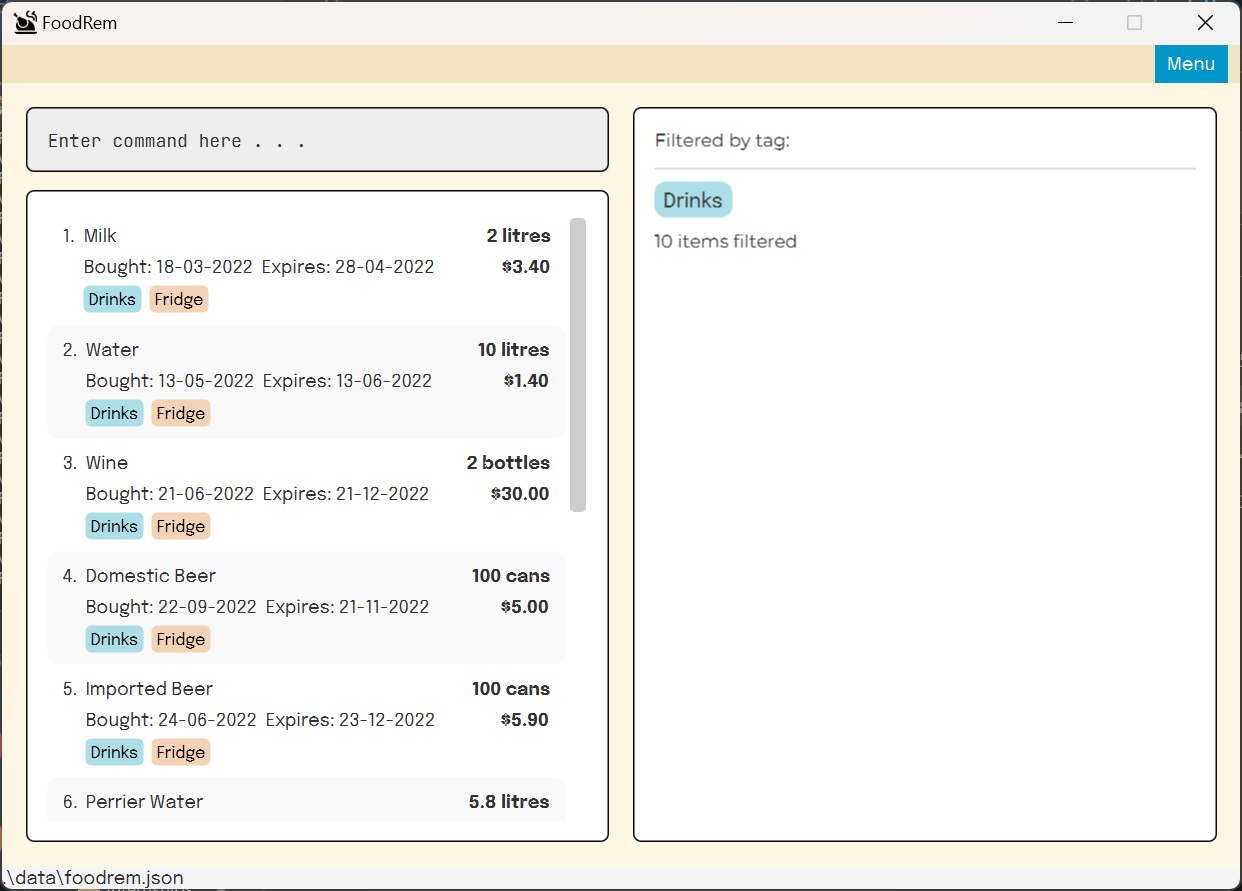 FoodRem
Menu
Enter command here . . .
1. Milk 2 litres
Bought: 18-03-2022 Expires: 28-04-2022 $3.40
Drinks Fridge
2. Water 10 litres
Bought: 13-05-2022 Expires: 13-06-2022 $1.40
Drinks Fridge
3. Wine 2 bottles
Bought: 21-06-2022 Expires: 21-12-2022 $30.00
Drinks Fridge
4. Domestic Beer 100 cans
Bought: 22-09-2022 Expires: 21-11-2022 $5.00
Drinks Fridge
5. Imported Beer 100 cans
Bought: 24-06-2022 Expires: 23-12-2022 $5.90
Drinks Fridge
6. Perrier Water 5.8 litres
Filtered by tag:
Drinks
10 items filtered
.\data\foodrem.json